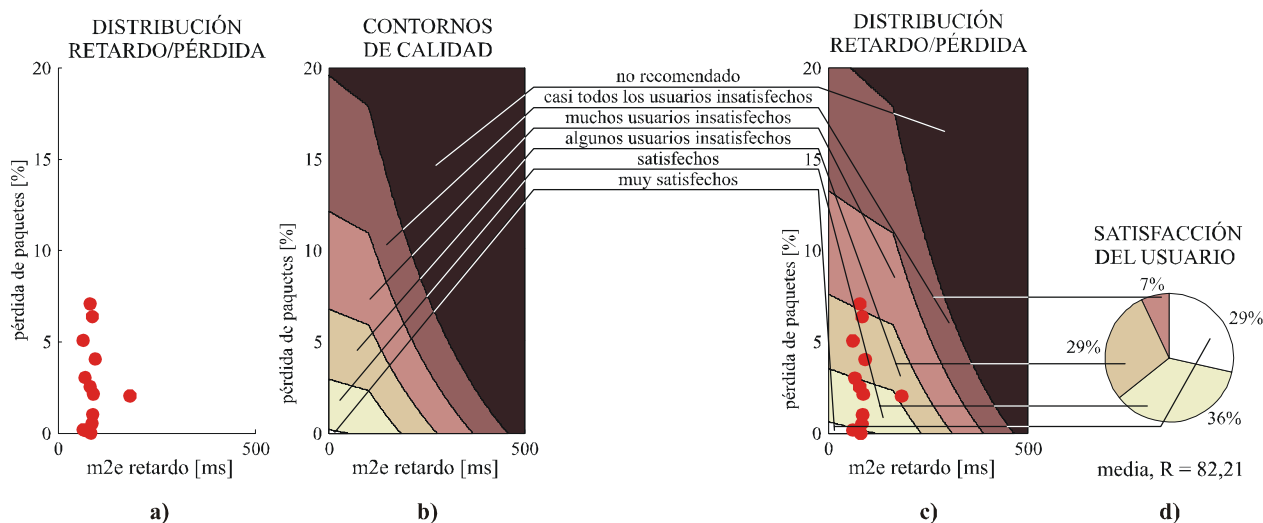 DISTRIBUCIÓN
RETARDO/PÉRDIDA
pérdida de paquetes [%]
20
15
10
5
0
0
500
m2e retardo [ms]
a)
CONTORNOS
DE CALIDAD
pérdida de paquetes [%]
20
15
10
5
0
0
500
m2e retardo [ms]
b)
no recomendado
casi todos los usuarios insatisfechos
muchos usuarios insatisfechos
algunos usuarios insatisfechos
satisfechos
muy satisfechos
DISTRIBUCIÓN
RETARDO/PÉRDIDA
pérdida de paquetes [%]
20
15
10
5
0
0
500
m2e retardo [ms]
c)
SATISFACCIÓN
DEL USUARIO
7%
29%
29%
36%
media, R = 82,21
d)